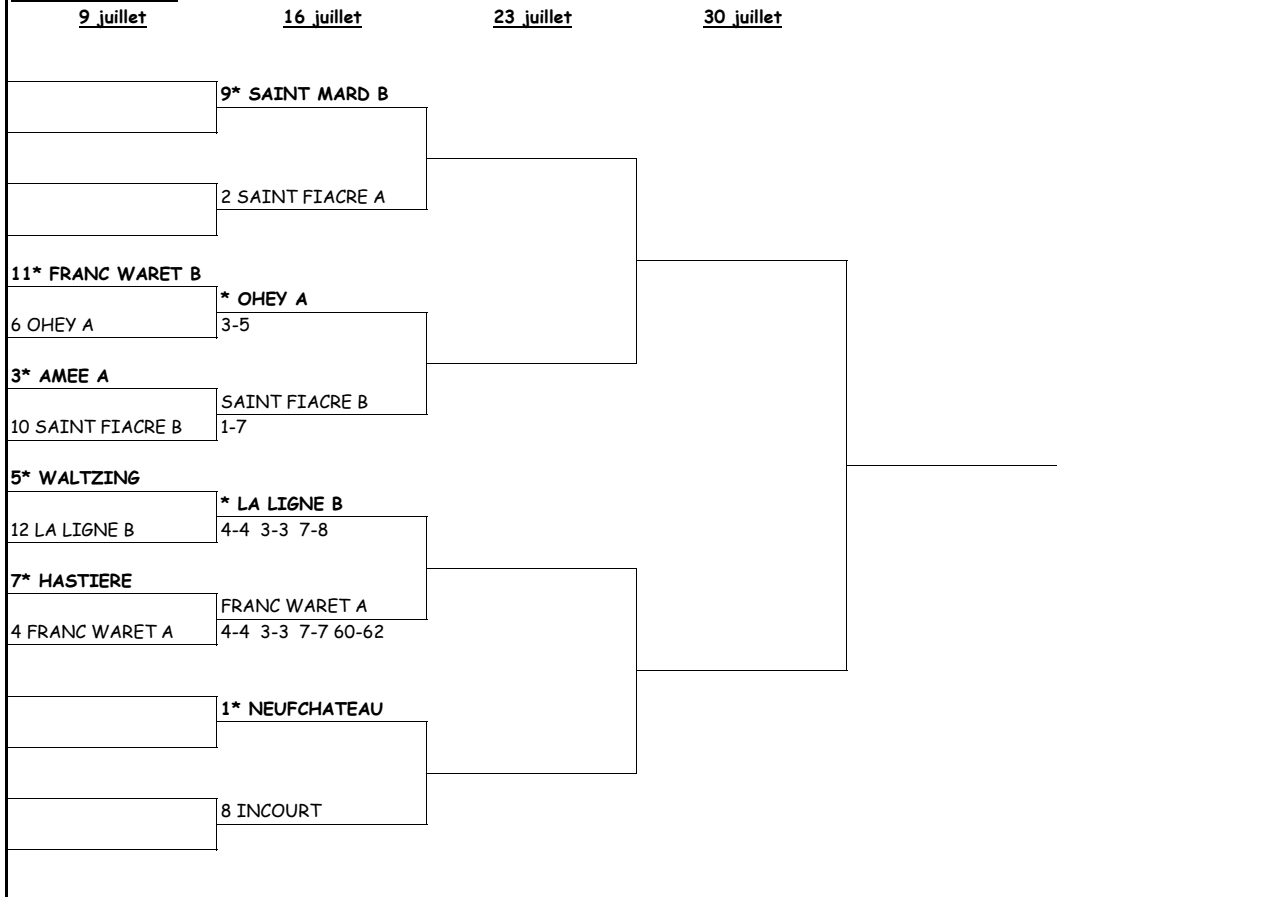 9 juillet 16 juillet 23 juillet 30 juillet
9* SAINT MARD B
2 SAINT FIACRE A
11* FRANC WARET B
* OHEY A
6 OHEY A 3-5
3* AMEE A
SAINT FIACRE B
10 SAINT FIACRE B 1-7
5* WALTZING
* LA LIGNE B
12 LA LIGNE B 4-4 3-3 7-8
7* HASTIERE
FRANC WARET A
4 FRANC WARET A 4-4 3-3 7-7 60-62
1* NEUFCHATEAU
8 INCOURT